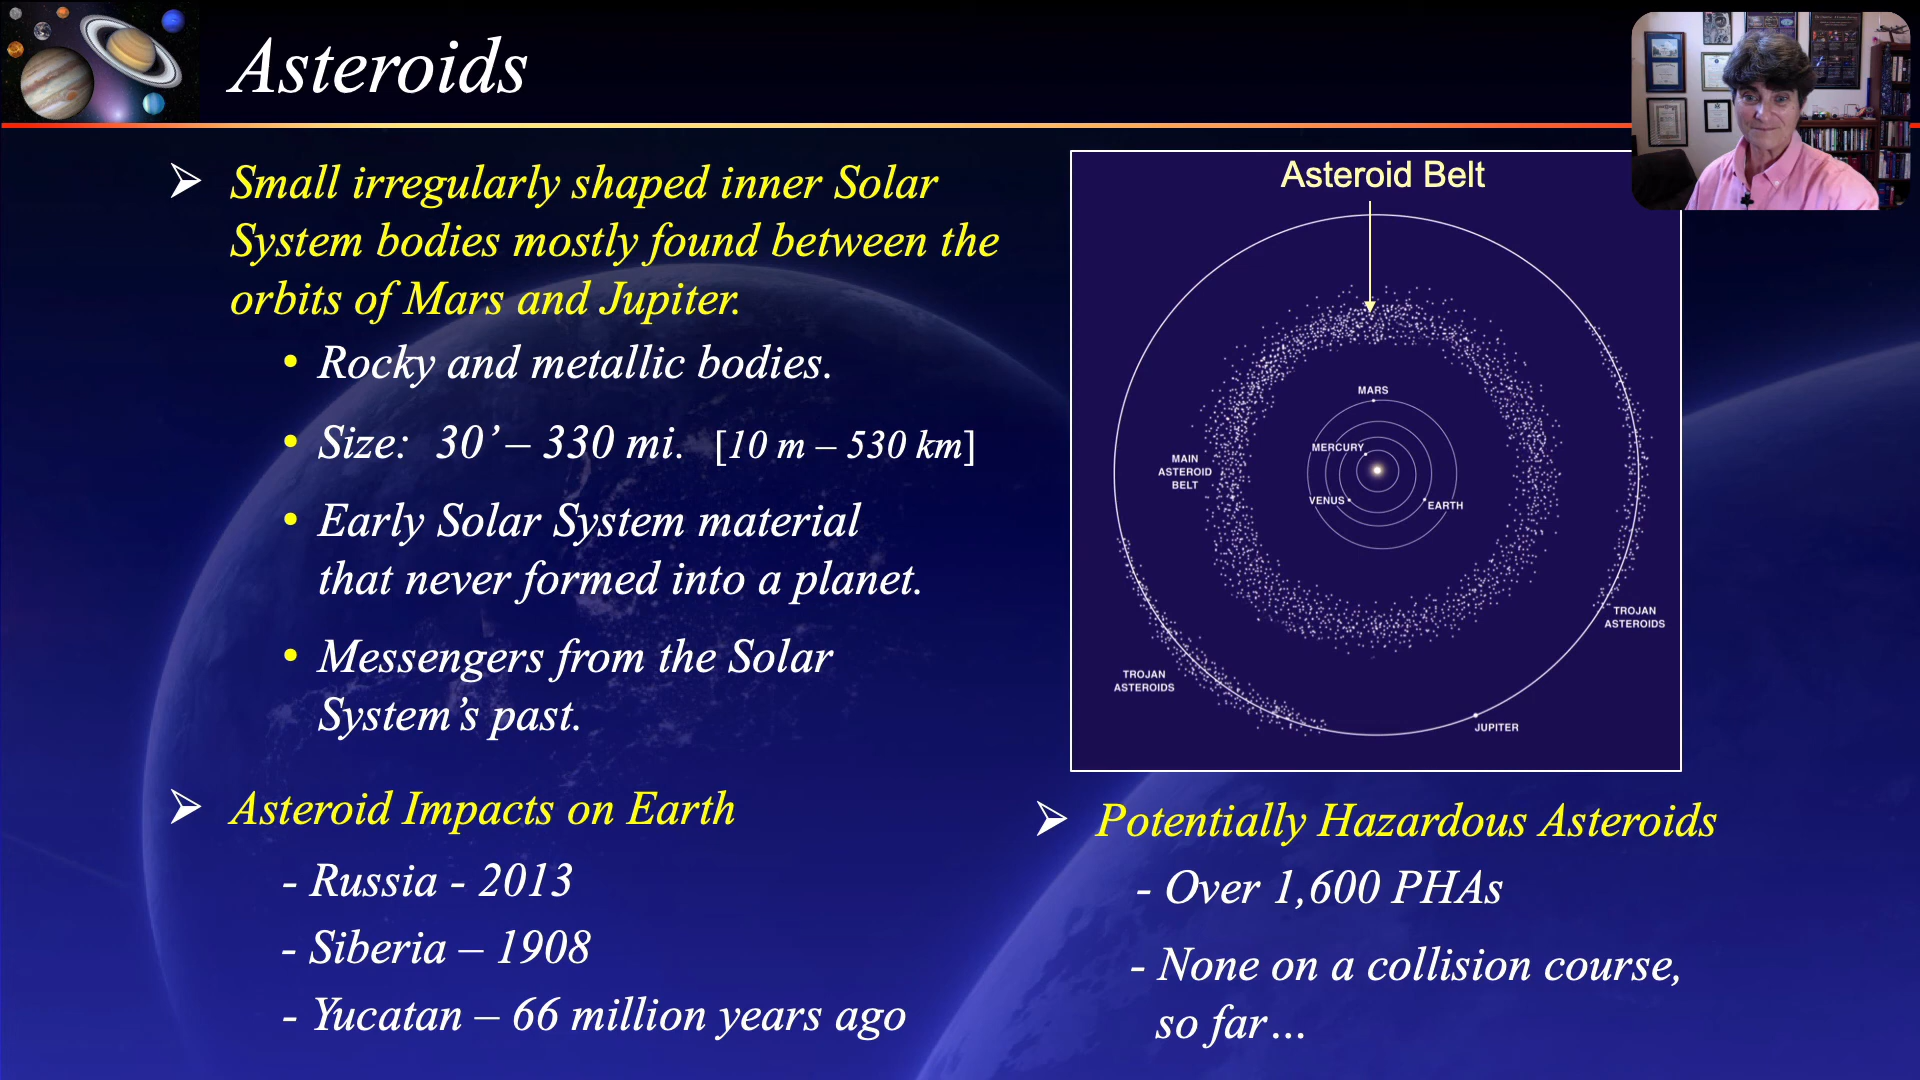 Asteroids
➢ Small irregularly shaped inner Solar
System bodies mostly found between the
orbits of Mars and Jupiter.
• Rocky and metallic bodies.
• Size: 30’ – 330 mi. [10 m – 530 km]
• Early Solar System material
that never formed into a planet.
• Messengers from the Solar
System’s past.
➢ Asteroid Impacts on Earth
- Russia - 2013
- Siberia – 1908
- Yucatan – 66 million years ago
Asteroid Belt
MARS
MERCURY
MAIN
ASTEROID
BELT
VENUS
EARTH
TROJAN
ASTEROIDS
TROJAN
ASTEROIDS
JUPITER
➢ Potentially Hazardous Asteroids
- Over 1,600 PHAs
- None on a collision course,
so far…